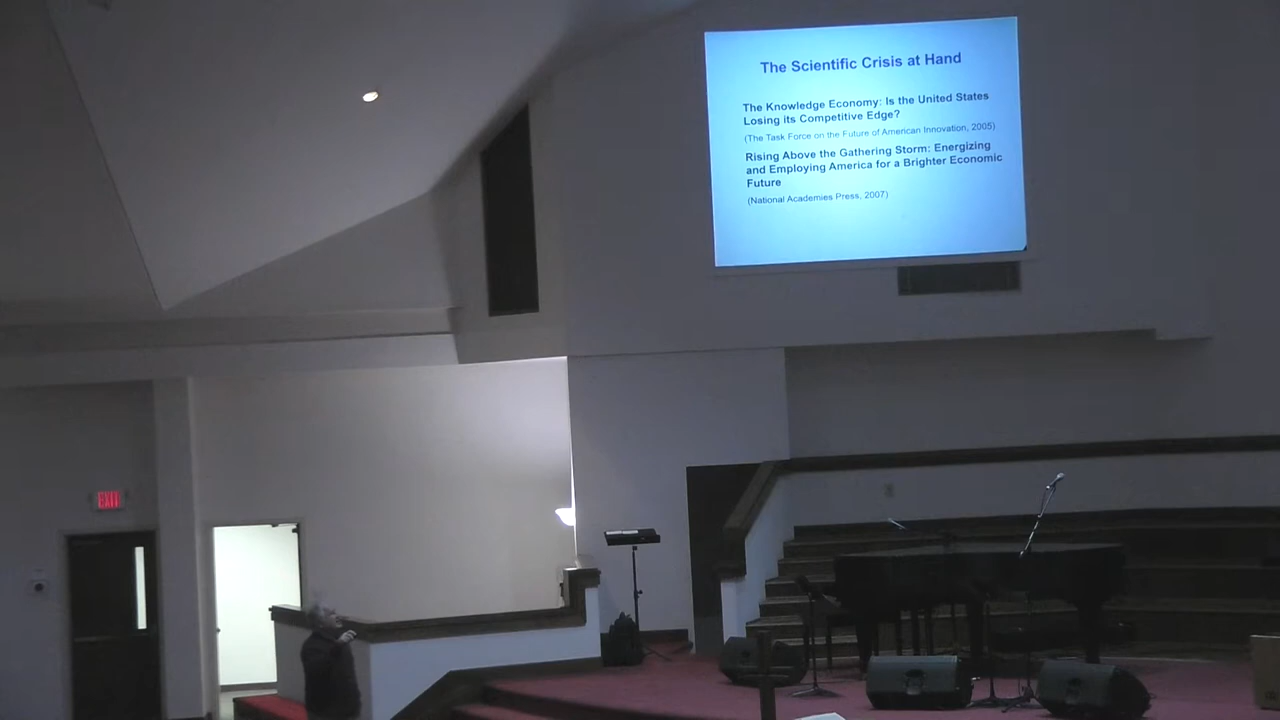 The Scientific Crisis at Hand
The Knowledge Economy: Is the United States
Losing its Competitive Edge?
(The Task Force on the Future of American Innovation, 2005)
Rising Above the Gathering Storm: Energizing
and Employing America for a Brighter Economic
Future
(National Academies Press, 2007)
EXIT